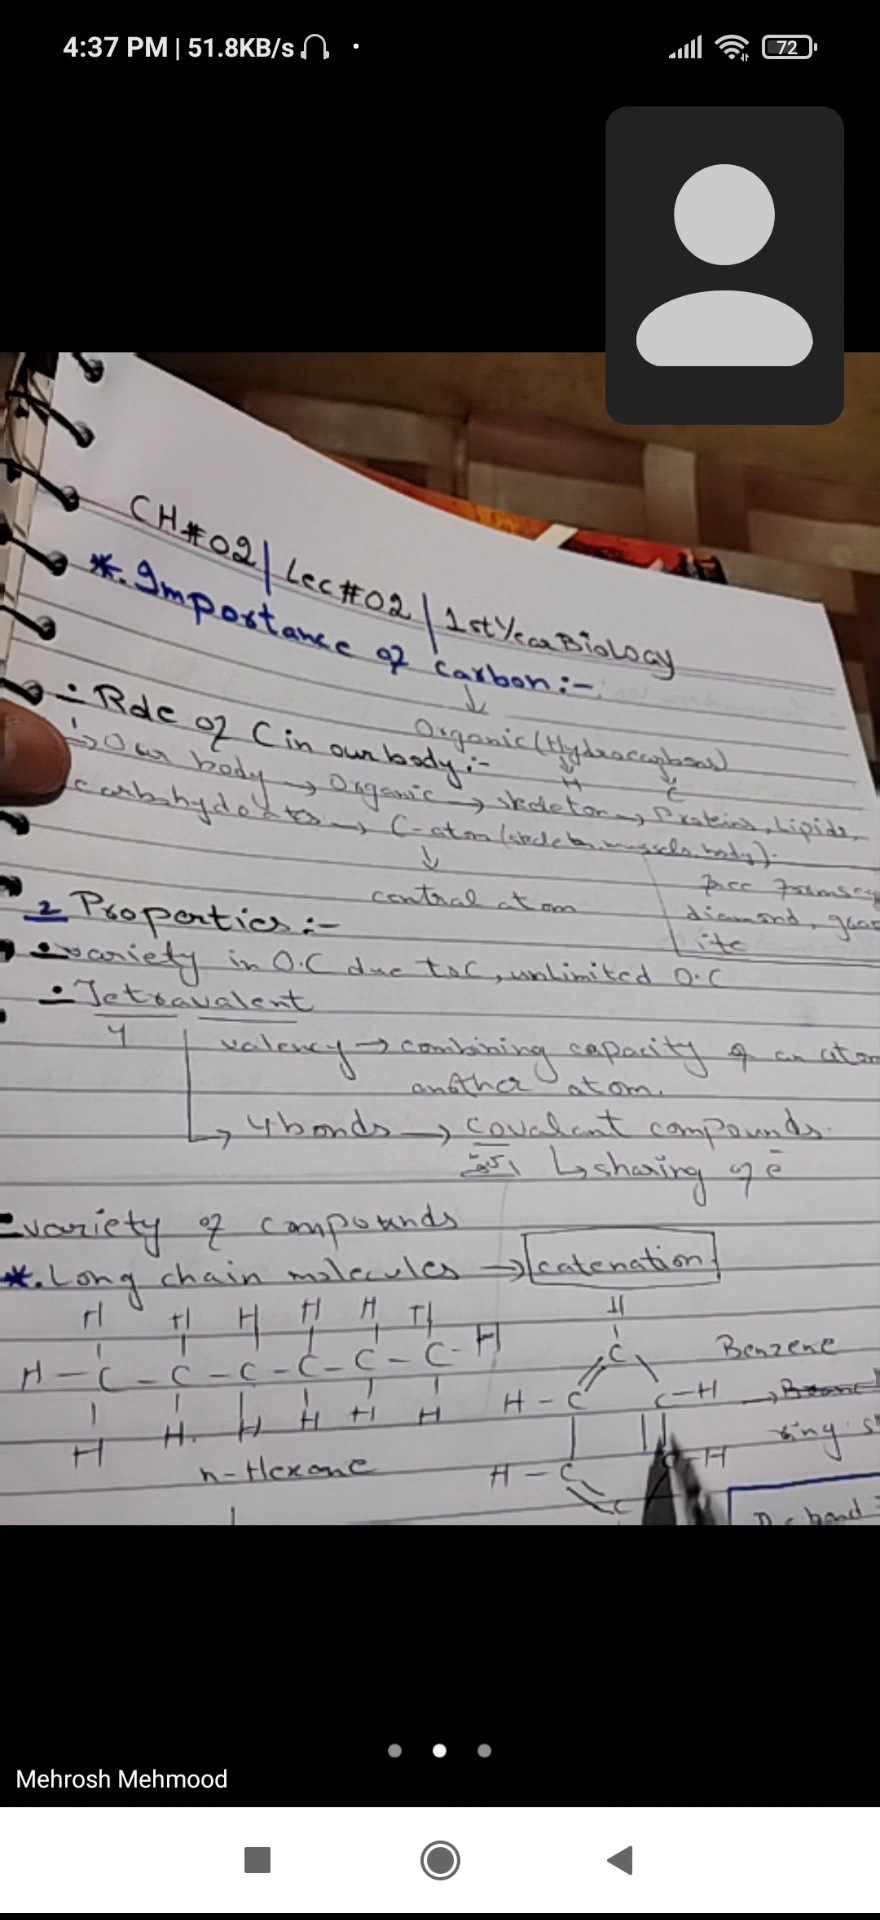 4:37 PM | 51.8KB/s
72
CH#02 | Lec#02 | 1st Year Biology
*. Importance of carbon:-
Organic (Hydrocarbons)
H C
÷ Role of C in our body:-
→ Our body → Organic → skeleton → Proteins, Lipids,
carbohydrates → C-atom (
central atom
free
diamond,
ite
2 Properties:-
variety in O.C due to C, unlimited O.C
Tetravalent
4
valency → combining capacity of an atom
another atom.
→ 4 bonds → covalant compounds.
↳ sharing of ē
variety of compounds
*. Long chain molecules → catenation
H H H H H H
H - C - C - C - C - C - C - H
H H H H H H
n-Hexane
H
C
H - C C - H
H - C C - H
C
Benzene
ring
bond
Mehrosh Mehmood